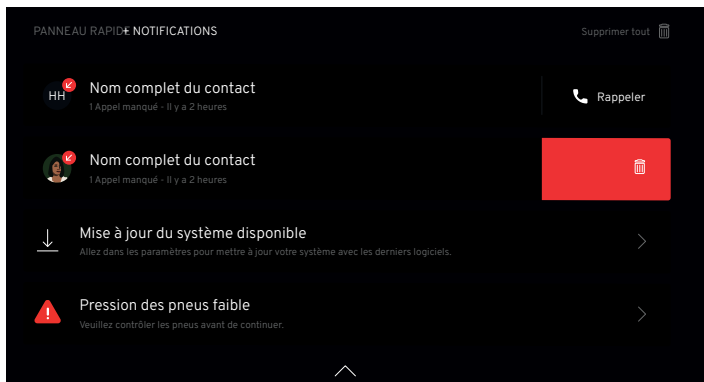 PANNEAU RAPIDE NOTIFICATIONS
Supprimer tout
HH
Nom complet du contact
1 Appel manqué - Il y a 2 heures
Rappeler
Nom complet du contact
1 Appel manqué - Il y a 2 heures
Mise à jour du système disponible
Allez dans les paramètres pour mettre à jour votre système avec les derniers logiciels.
Pression des pneus faible
Veuillez contrôler les pneus avant de continuer.